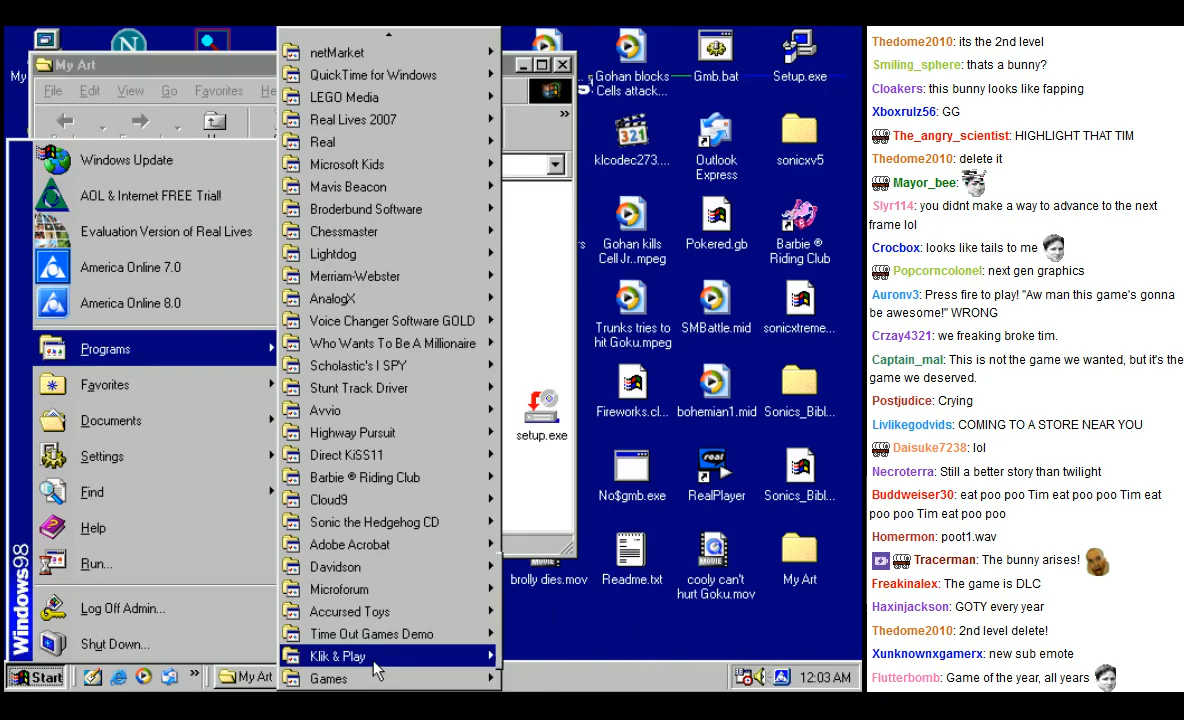 My Art
File Edit View Go Favorites He
My
Windows Update
AOL & Internet FREE Trial!
Evaluation Version of Real Lives
America Online 7.0
America Online 8.0
Programs
Favorites
Documents
Settings
Find
Help
Run...
Log Off Admin...
Shut Down...
Windows98
Start
My Art
netMarket
QuickTime for Windows
LEGO Media
Real Lives 2007
Real
Microsoft Kids
Mavis Beacon
Broderbund Software
Chessmaster
Lightdog
Merriam-Webster
AnalogX
Voice Changer Software GOLD
Who Wants To Be A Millionaire
Scholastic's I SPY
Stunt Track Driver
Avvio
Highway Pursuit
Direct KiSS11
Barbie ® Riding Club
Cloud9
Sonic the Hedgehog CD
Adobe Acrobat
Davidson
Microforum
Accursed Toys
Time Out Games Demo
Klik & Play
Games
setup.exe
Gohan blocks
Cells attack...
Gmb.bat
Setup.exe
klcodec273....
Outlook
Express
sonicxv5
Gohan kills
Cell Jr..mpeg
Pokered.gb
Barbie ®
Riding Club
Trunks tries to
hit Goku.mpeg
SMBattle.mid
sonicxtreme...
Fireworks.cl...
bohemian1.mid
Sonics_Bibl...
No$gmb.exe
real
RealPlayer
Sonics_Bibl...
brolly dies.mov
Readme.txt
MOVIE
cooly can't
hurt Goku.mov
My Art
12:03 AM
Thedome2010: its the 2nd level
Smiling_sphere: thats a bunny?
Cloakers: this bunny looks like fapping
Xboxrulz56: GG
The_angry_scientist: HIGHLIGHT THAT TIM
Thedome2010: delete it
Mayor_bee:
Slyr114: you didnt make a way to advance to the next
frame lol
Crocbox: looks like tails to me
Popcorncolonel: next gen graphics
Auronv3: Press fire to play! "Aw man this game's gonna
be awesome!" WRONG
Crzay4321: we freaking broke tim.
Captain_mal: This is not the game we wanted, but it's the
game we deserved.
Postjudice: Crying
Livlikegodvids: COMING TO A STORE NEAR YOU
Daisuke7238: lol
Necroterra: Still a better story than twilight
Buddweiser30: eat poo poo Tim eat poo poo Tim eat
poo poo Tim eat poo poo
Homermon: poot1.wav
Tracerman: The bunny arises!
Freakinalex: The game is DLC
Haxinjackson: GOTY every year
Thedome2010: 2nd level delete!
Xunknownxgamerx: new sub emote
Flutterbomb: Game of the year, all years